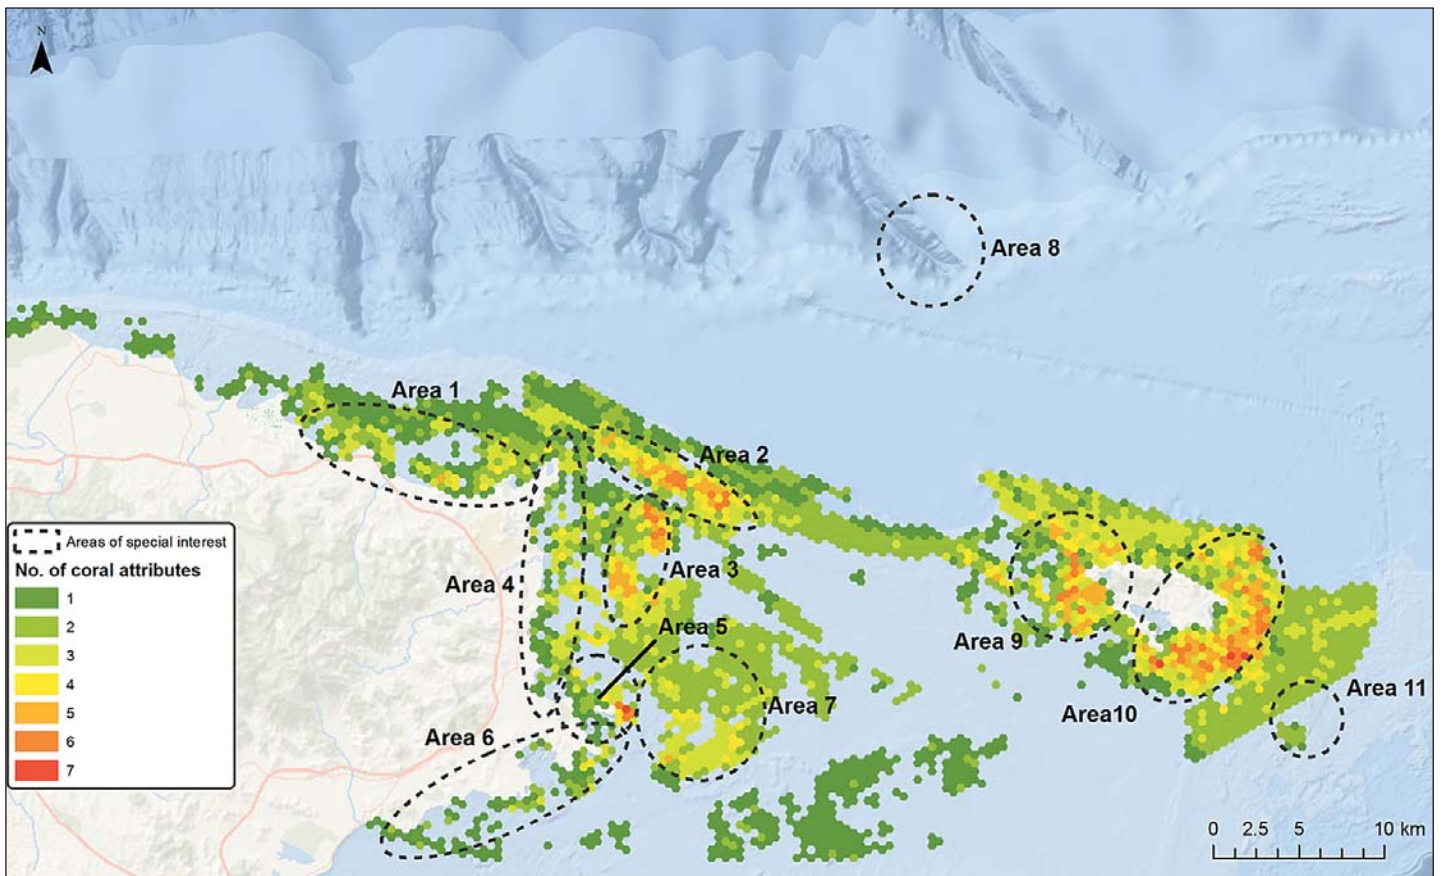 N
Area 8
Area 1
Area 2
Area 3
Area 4
Area 5
Area 9
Area 11
Area 7
Area10
Area 6
Areas of special interest
No. of coral attributes
1
2
3
4
5
6
7
0 2.5 5 10 km